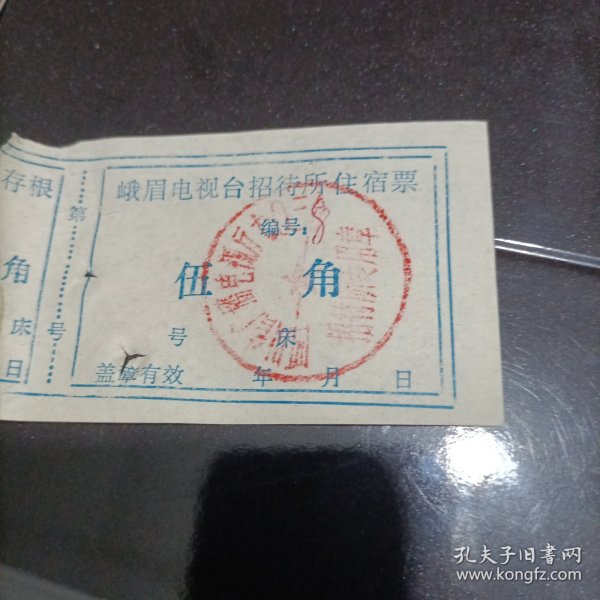 存根
角
床
日
第
号
峨眉电视台招待所住宿票
编号:
伍 角
号 床
盖章有效 年 月 日
孔夫子旧书网
www.kongfz.com